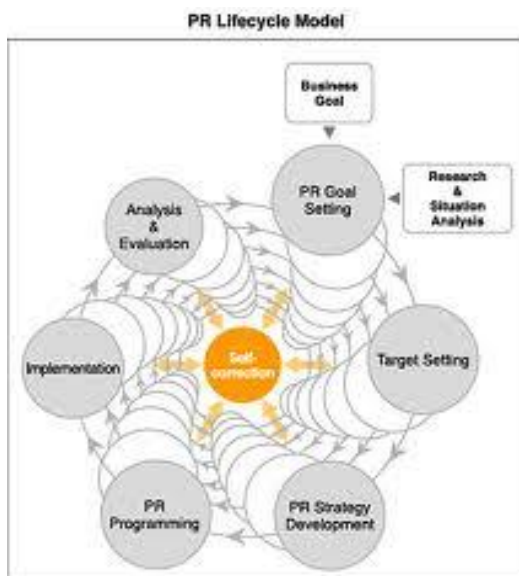 PR Lifecycle Model
Business
Goal
PR Goal
Setting
Research
&
Situation
Analysis
Analysis
&
Evaluation
Target Setting
Self-
correction
Implementation
PR
Programming
PR Strategy
Development